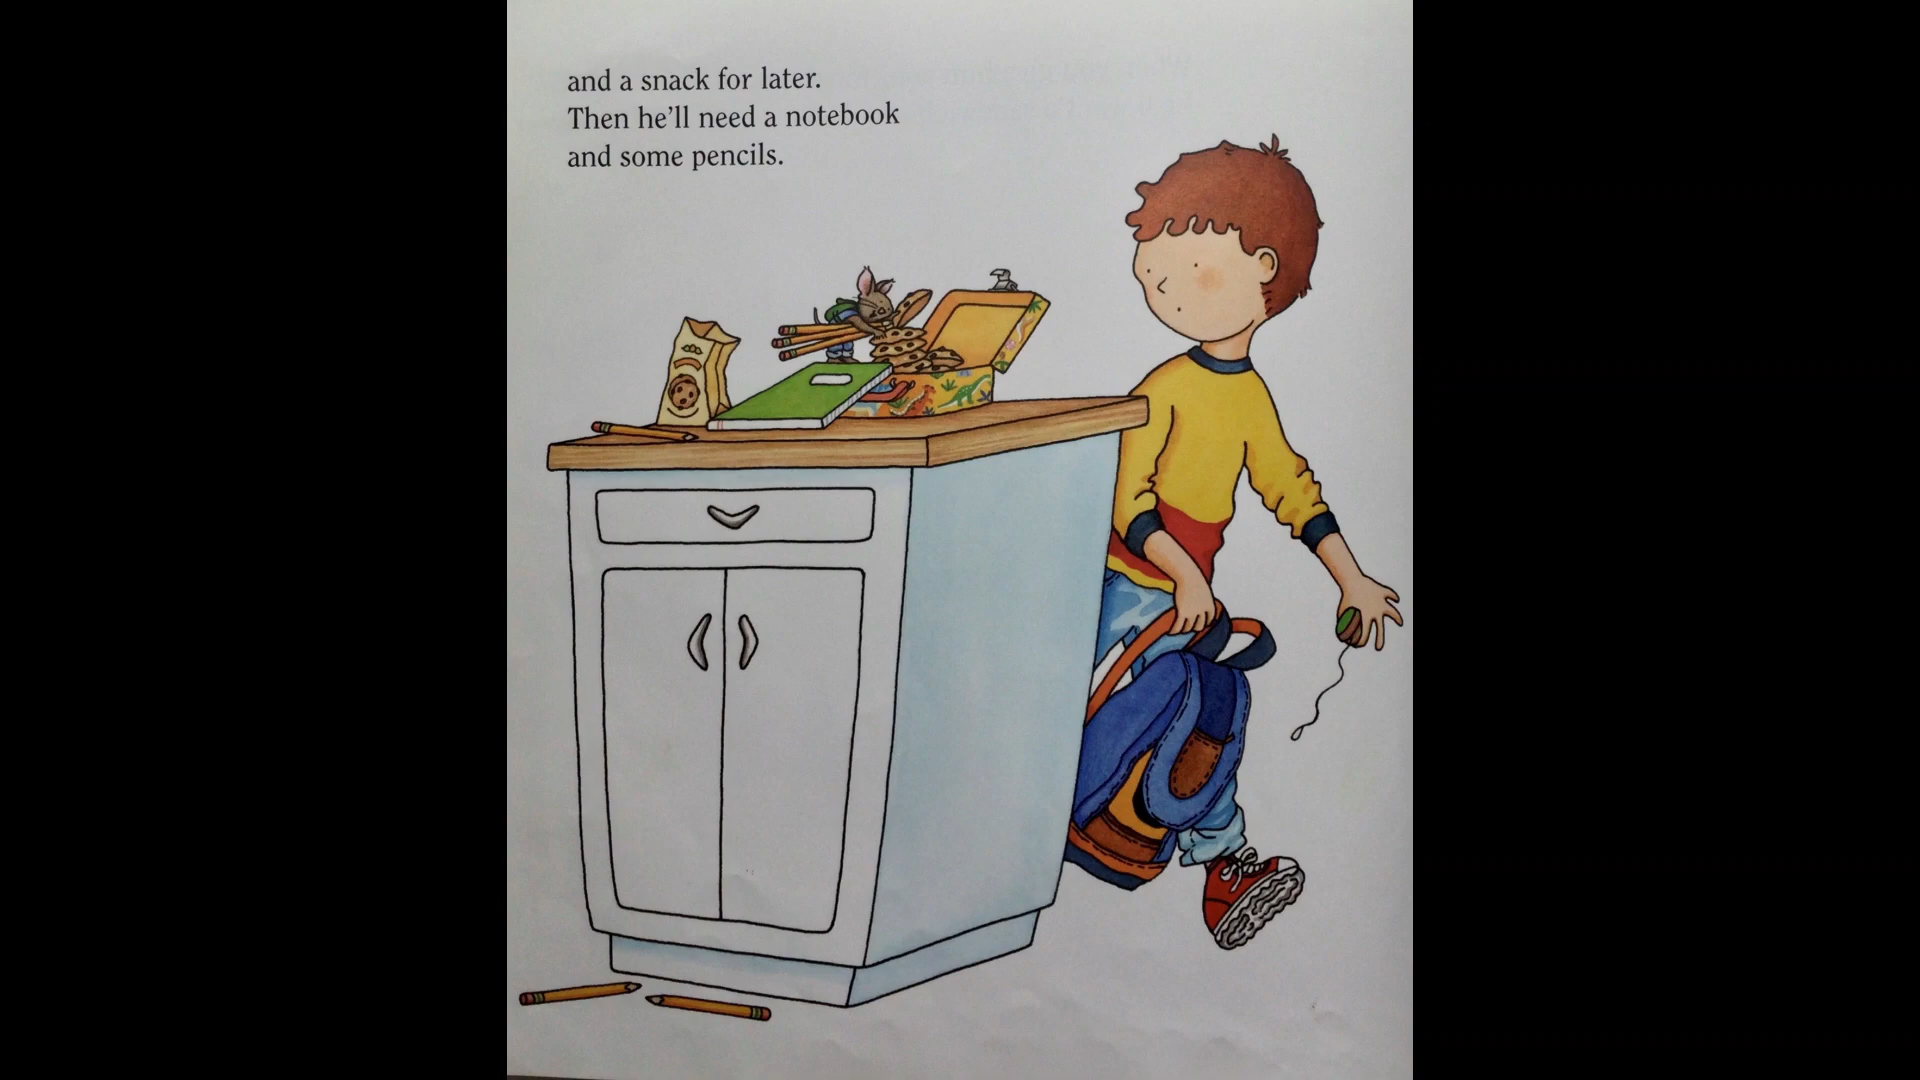 and a snack for later.
Then he'll need a notebook
and some pencils.